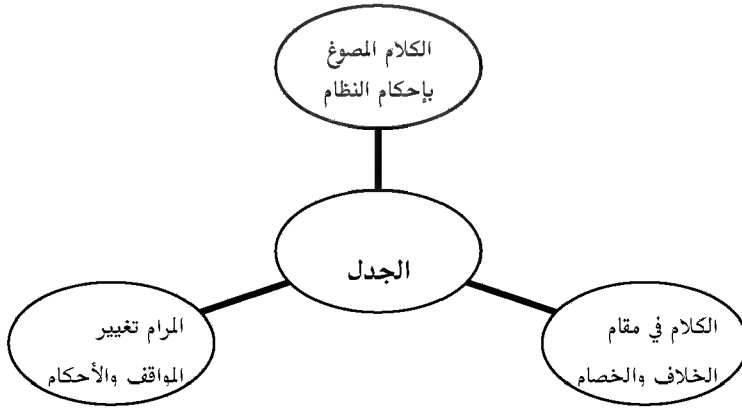 الكلام المصوغ
بإحكام النظام
الجدل
الكلام في مقام
الخلاف والخصام
المرام تغيير
المواقف والأحكام